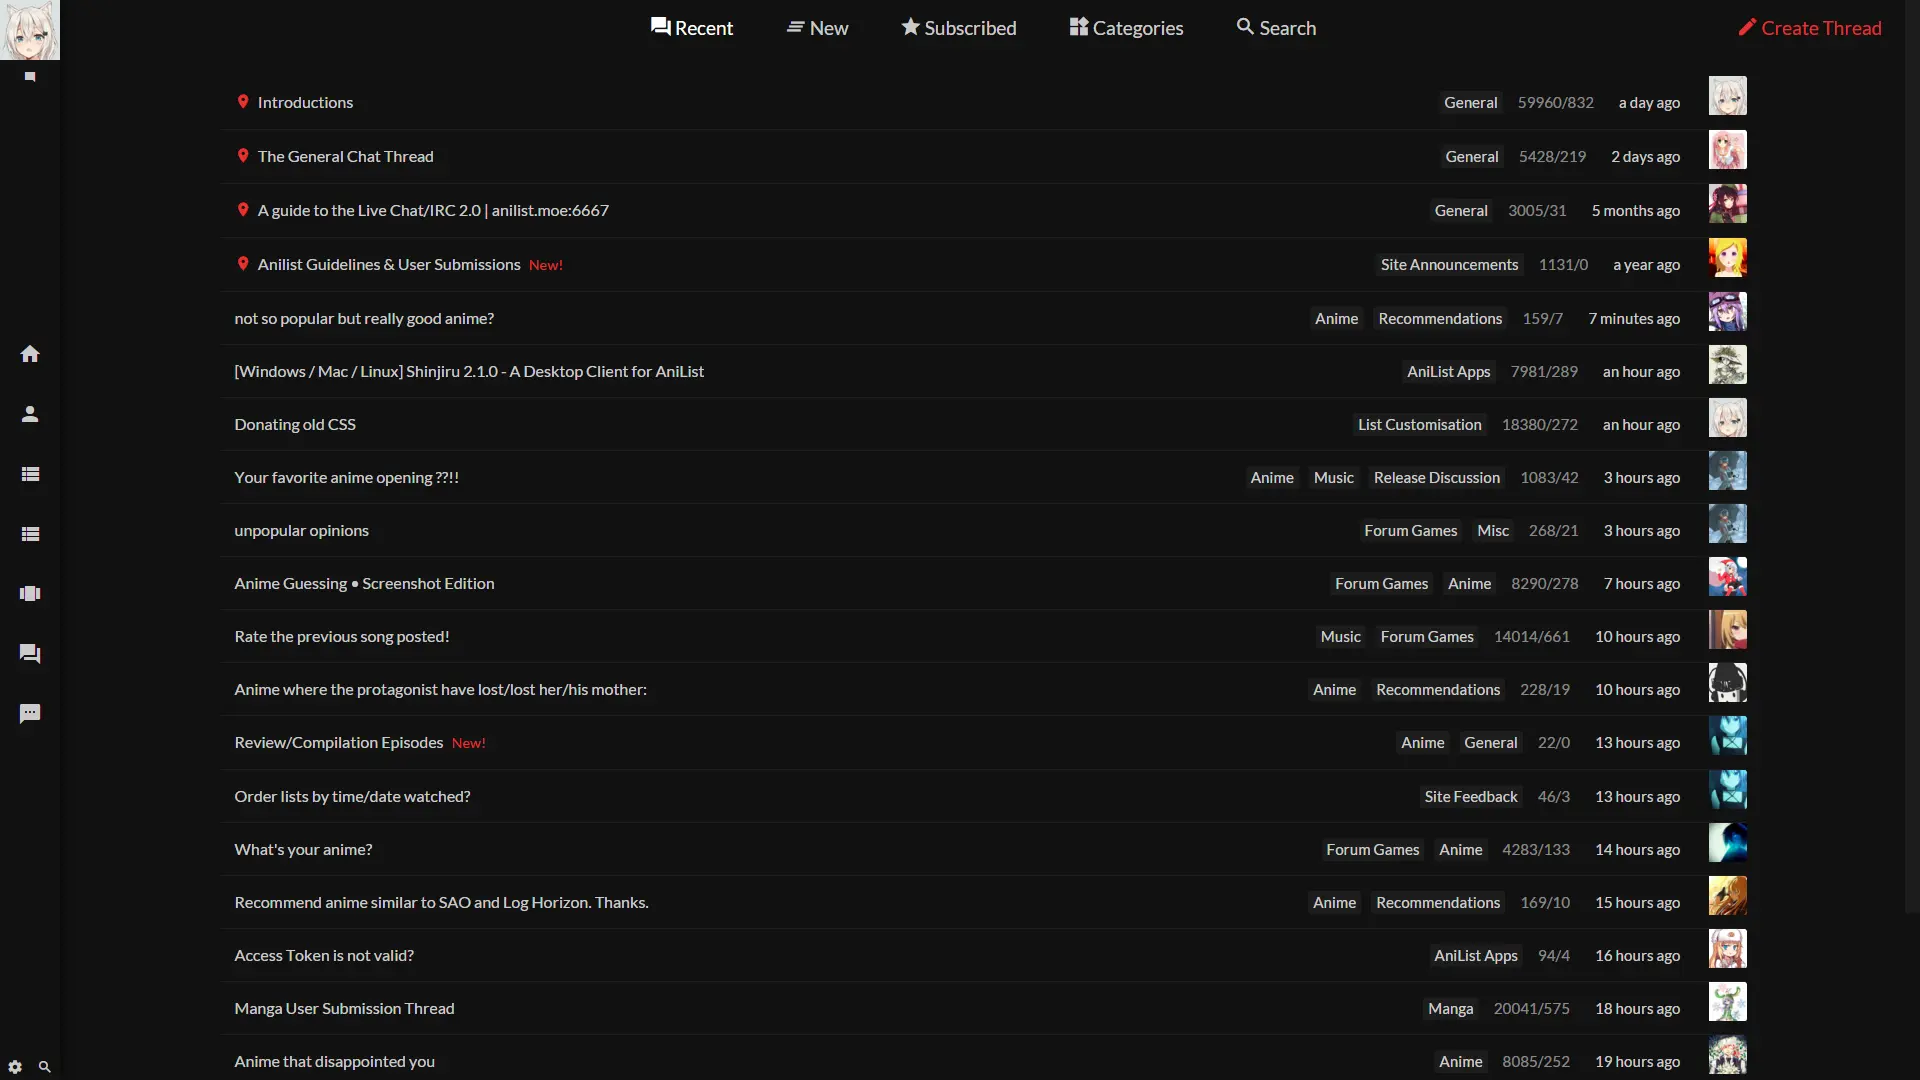 Recent New Subscribed Categories Search Create Thread
Introductions General 59960/832 a day ago
The General Chat Thread General 5428/219 2 days ago
A guide to the Live Chat/IRC 2.0 | anilist.moe:6667 General 3005/31 5 months ago
Anilist Guidelines & User Submissions New! Site Announcements 1131/0 a year ago
not so popular but really good anime? Anime Recommendations 159/7 7 minutes ago
[Windows / Mac / Linux] Shinjiru 2.1.0 - A Desktop Client for AniList AniList Apps 7981/289 an hour ago
Donating old CSS List Customisation 18380/272 an hour ago
Your favorite anime opening ??!! Anime Music Release Discussion 1083/42 3 hours ago
unpopular opinions Forum Games Misc 268/21 3 hours ago
Anime Guessing • Screenshot Edition Forum Games Anime 8290/278 7 hours ago
Rate the previous song posted! Music Forum Games 14014/661 10 hours ago
Anime where the protagonist have lost/lost her/his mother: Anime Recommendations 228/19 10 hours ago
Review/Compilation Episodes New! Anime General 22/0 13 hours ago
Order lists by time/date watched? Site Feedback 46/3 13 hours ago
What's your anime? Forum Games Anime 4283/133 14 hours ago
Recommend anime similar to SAO and Log Horizon. Thanks. Anime Recommendations 169/10 15 hours ago
Access Token is not valid? AniList Apps 94/4 16 hours ago
Manga User Submission Thread Manga 20041/575 18 hours ago
Anime that disappointed you Anime 8085/252 19 hours ago